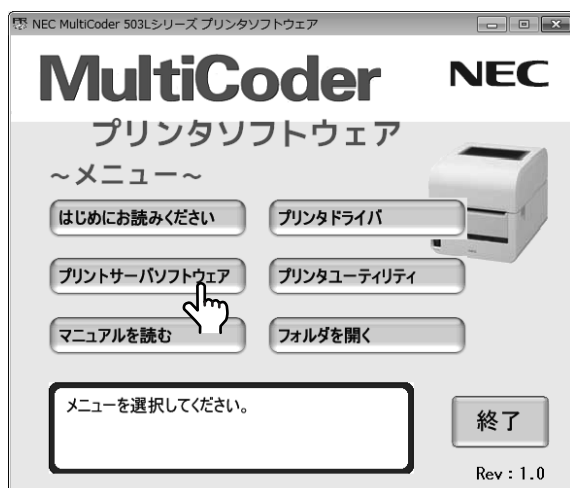 NEC MultiCoder 503Lシリーズ プリンタソフトウェア
MultiCoder NEC
プリンタソフトウェア
~メニュー~
はじめにお読みください プリンタドライバ
プリントサーバソフトウェア プリンタユーティリティ
マニュアルを読む フォルダを開く
メニューを選択してください。
終了
Rev:1.0